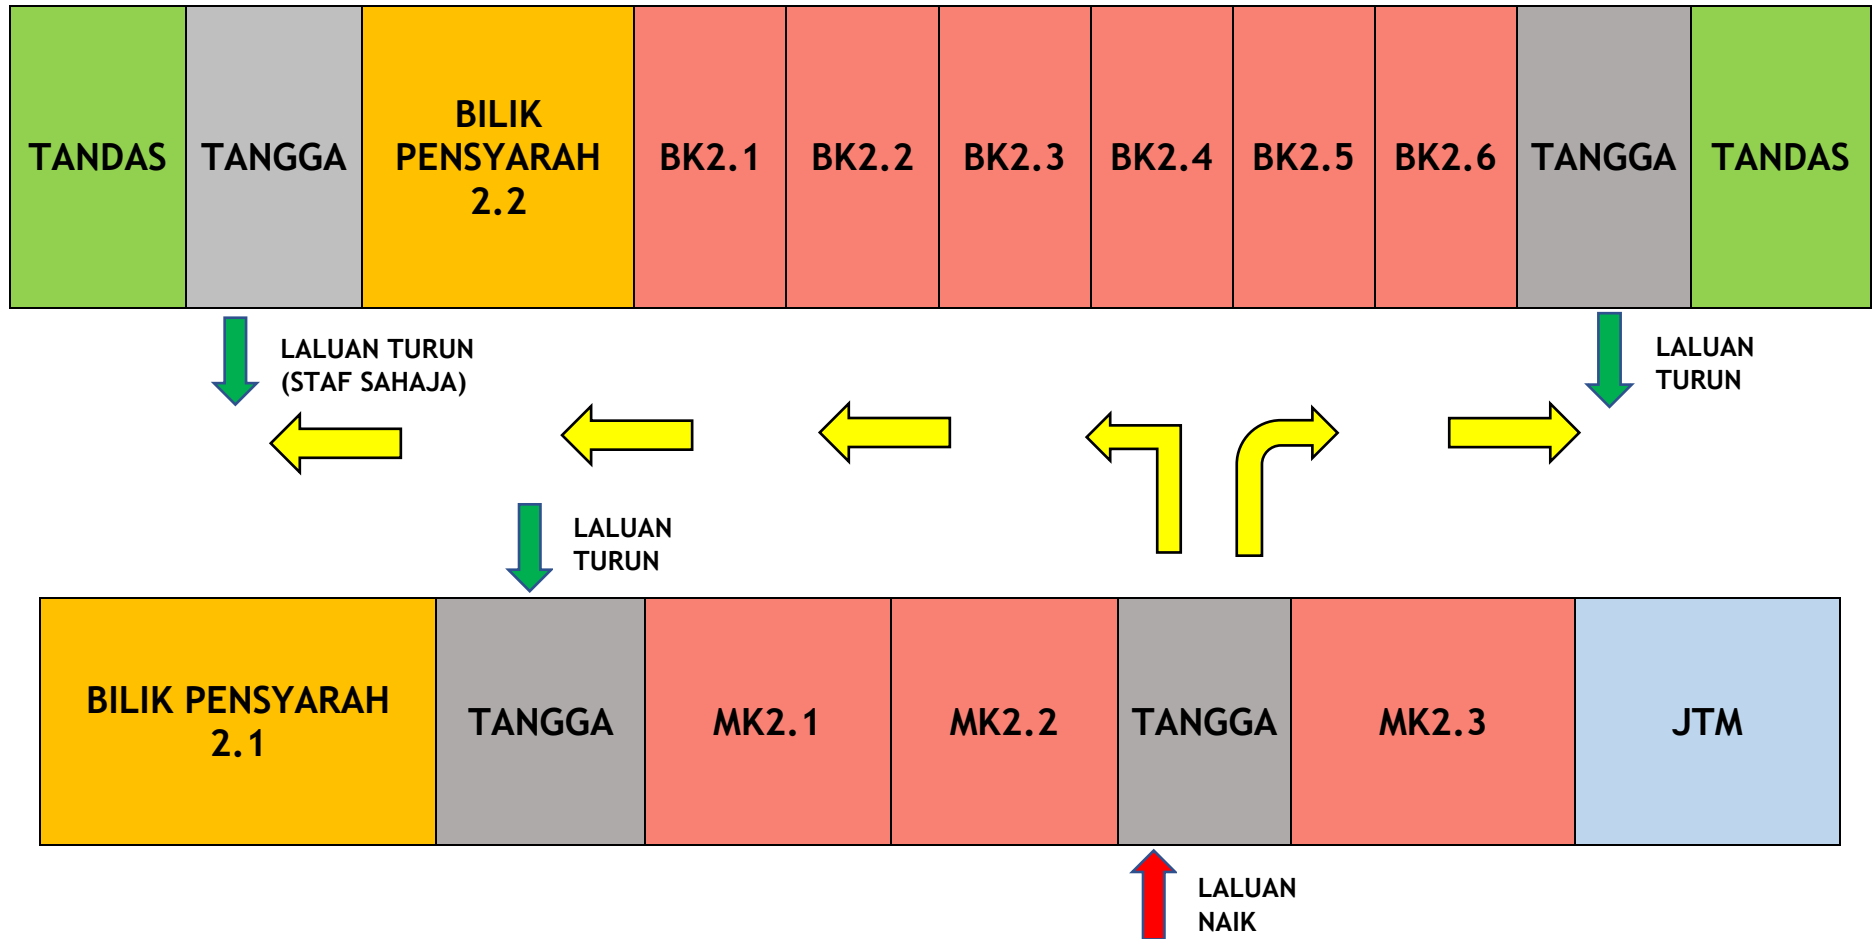 TANDAS
TANGGA
BILIK
PENSYARAH
2.2
BK2.1
BK2.2
BK2.3
BK2.4
BK2.5
BK2.6
TANGGA
TANDAS
LALUAN TURUN
(STAF SAHAJA)
LALUAN
TURUN
LALUAN
TURUN
BILIK PENSYARAH
2.1
TANGGA
MK2.1
MK2.2
TANGGA
MK2.3
JTM
LALUAN
NAIK